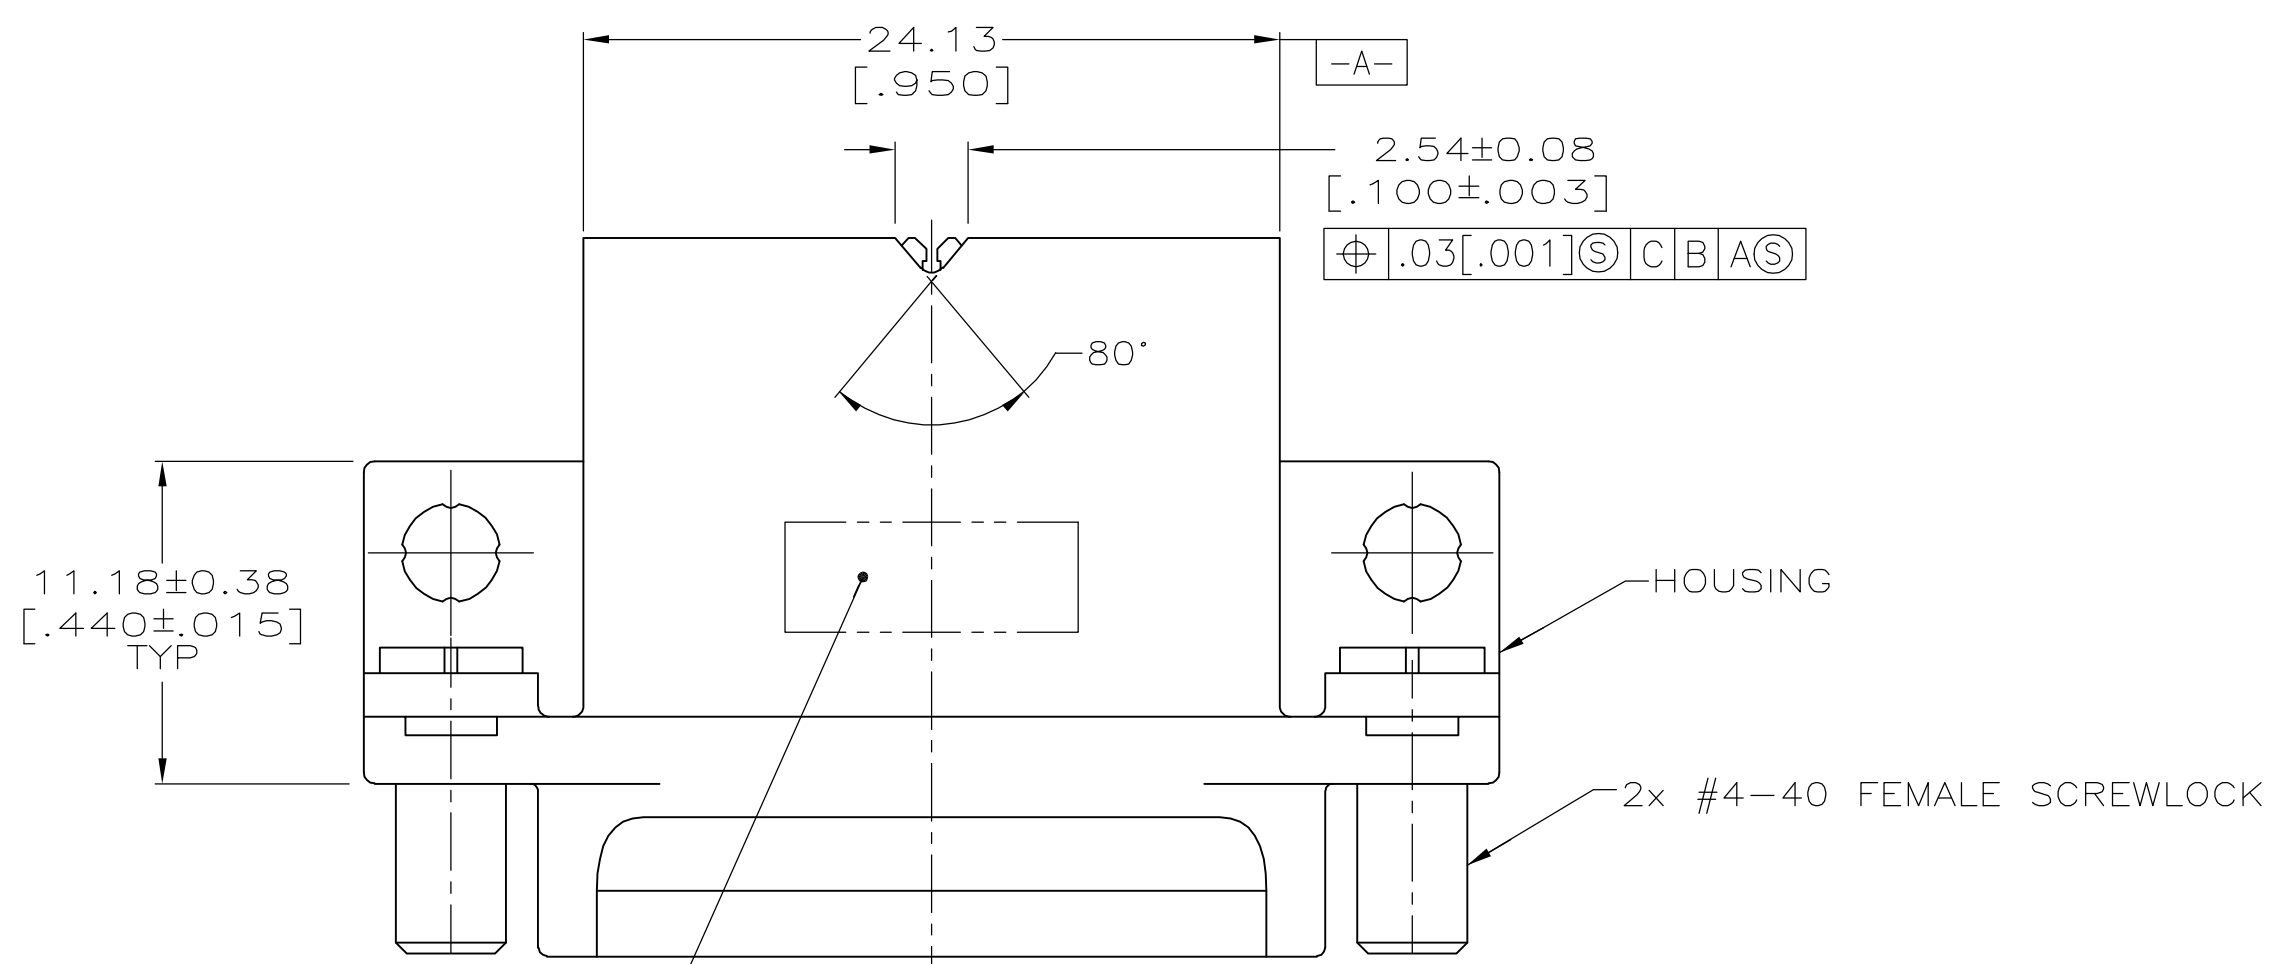 24.13
[.950]
-A-
2.54±0.08
[.100±.003]
⌖ .03[.001]Ⓢ C B AⓈ
80°
11.18±0.38
[.440±.015]
TYP
HOUSING
2x #4-40 FEMALE SCREWLOCK